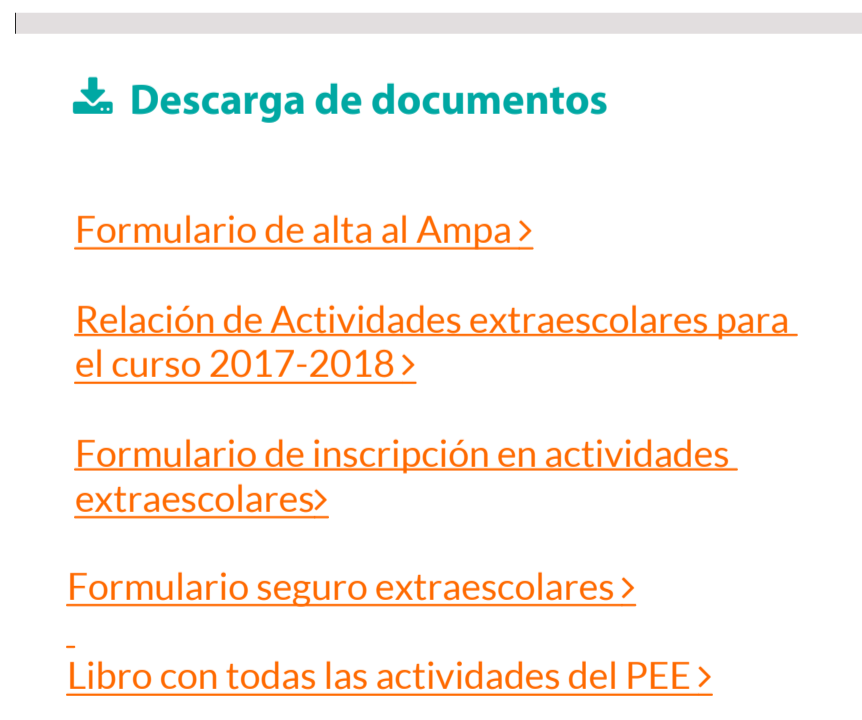 Descarga de documentos
Formulario de alta al Ampa >
Relación de Actividades extraescolares para
el curso 2017-2018 >
Formulario de inscripción en actividades
extraescolares>
Formulario seguro extraescolares >
Libro con todas las actividades del PEE >